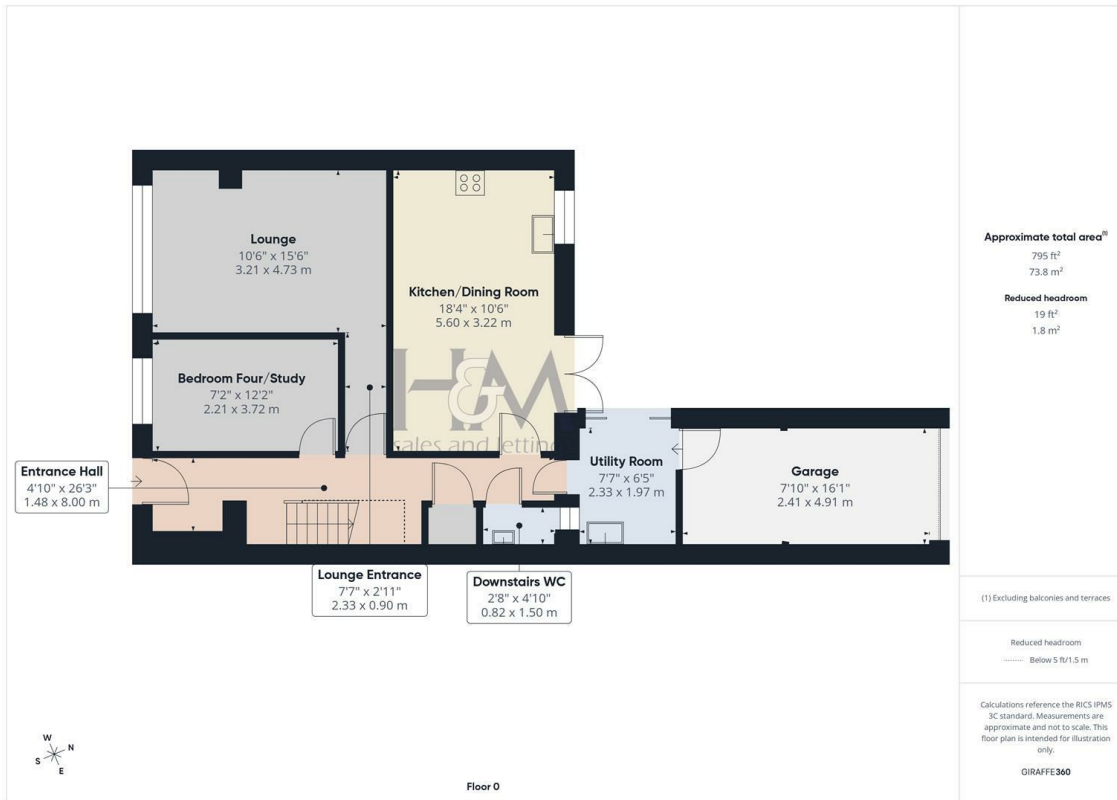 Lounge
10'6" x 15'6"
3.21 x 4.73 m
Kitchen/Dining Room
18'4" x 10'6"
5.60 x 3.22 m
Bedroom Four/Study
7'2" x 12'2"
2.21 x 3.72 m
H&M
sales and letting
Entrance Hall
4'10" x 26'3"
1.48 x 8.00 m
Utility Room
7'7" x 6'5"
2.33 x 1.97 m
Garage
7'10" x 16'1"
2.41 x 4.91 m
Lounge Entrance
7'7" x 2'11"
2.33 x 0.90 m
Downstairs WC
2'8" x 4'10"
0.82 x 1.50 m
W
N
S
E
Floor 0
Approximate total area(1)
795 ft²
73.8 m²
Reduced headroom
19 ft²
1.8 m²
(1) Excluding balconies and terraces
Reduced headroom
Below 5 ft/1.5 m
Calculations reference the RICS IPMS
3C standard. Measurements are
approximate and not to scale. This
floor plan is intended for illustration
only.
GIRAFFE360